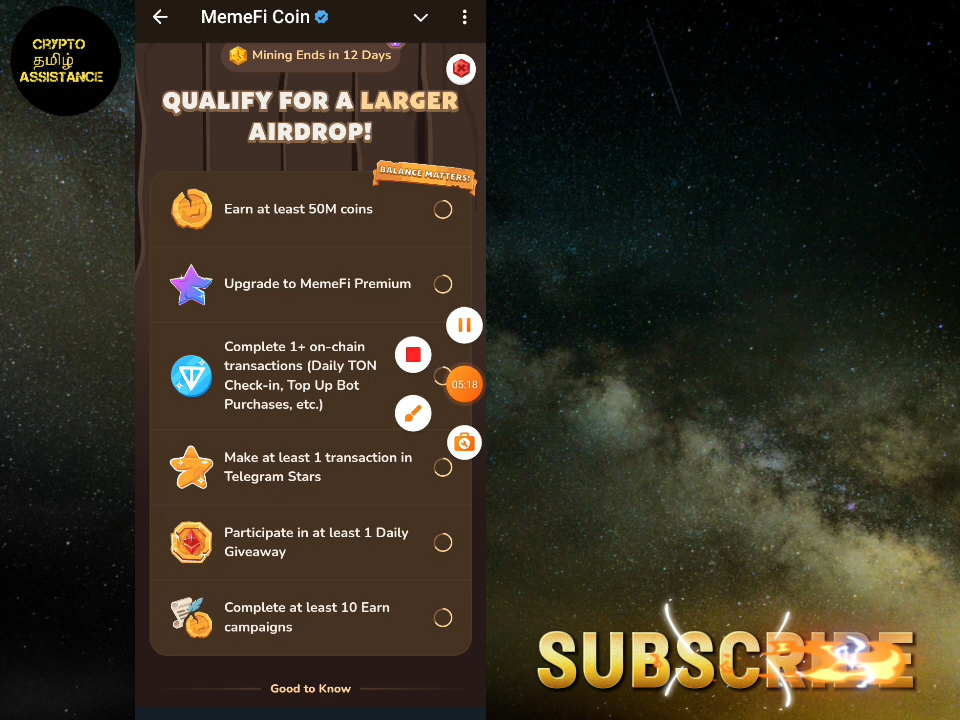 CRYPTO
தமிழ்
ASSISTANCE
MemeFi Coin
Mining Ends in 12 Days
QUALIFY FOR A LARGER
AIRDROP!
BALANCE MATTERS!
Earn at least 50M coins
Upgrade to MemeFi Premium
Complete 1+ on-chain
transactions (Daily TON
Check-in, Top Up Bot
Purchases, etc.)
05:18
Make at least 1 transaction in
Telegram Stars
Participate in at least 1 Daily
Giveaway
Complete at least 10 Earn
campaigns
Good to Know
SUBSCRIBE